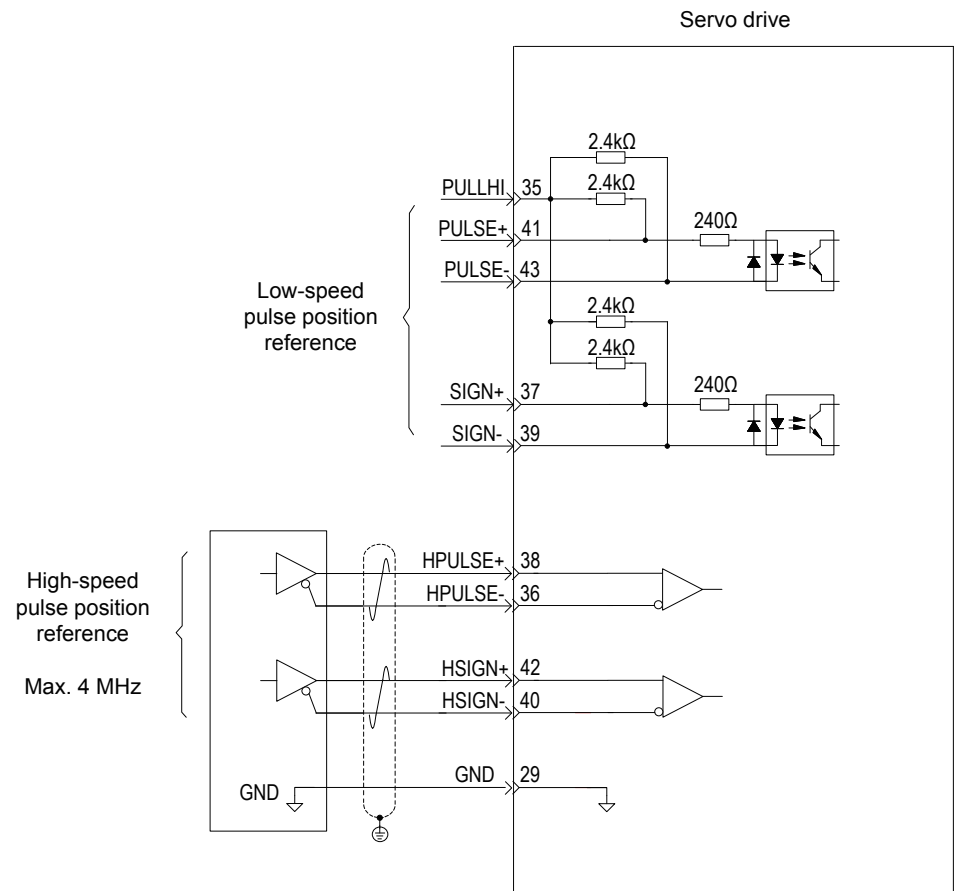 Servo drive
2.4kΩ
PULLHI 35
2.4kΩ
PULSE+ 41
240Ω
PULSE- 43
Low-speed
pulse position
reference
2.4kΩ
2.4kΩ
SIGN+ 37
240Ω
SIGN- 39
HPULSE+ 38
High-speed
pulse position
reference
HPULSE- 36
Max. 4 MHz
HSIGN+ 42
HSIGN- 40
GND
GND 29